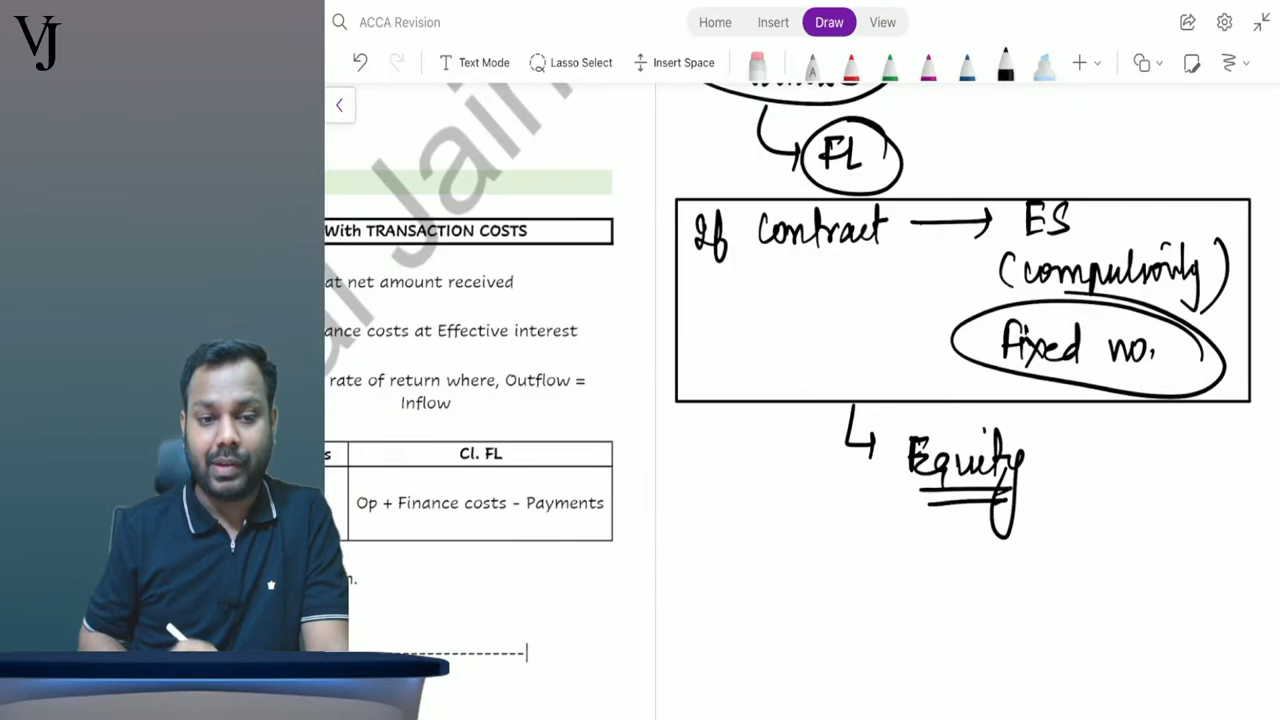 VJ
ACCA Revision
Home Insert Draw View
Text Mode Lasso Select Insert Space
A
Jain
al
FL
With TRANSACTION COSTS
If contract → ES
(compulsorily)
Fixed no.
at net amount received
ance costs at Effective interest
rate of return where, Outflow =
Inflow
s Cl. FL
Op + Finance costs - Payments
n.
Equity